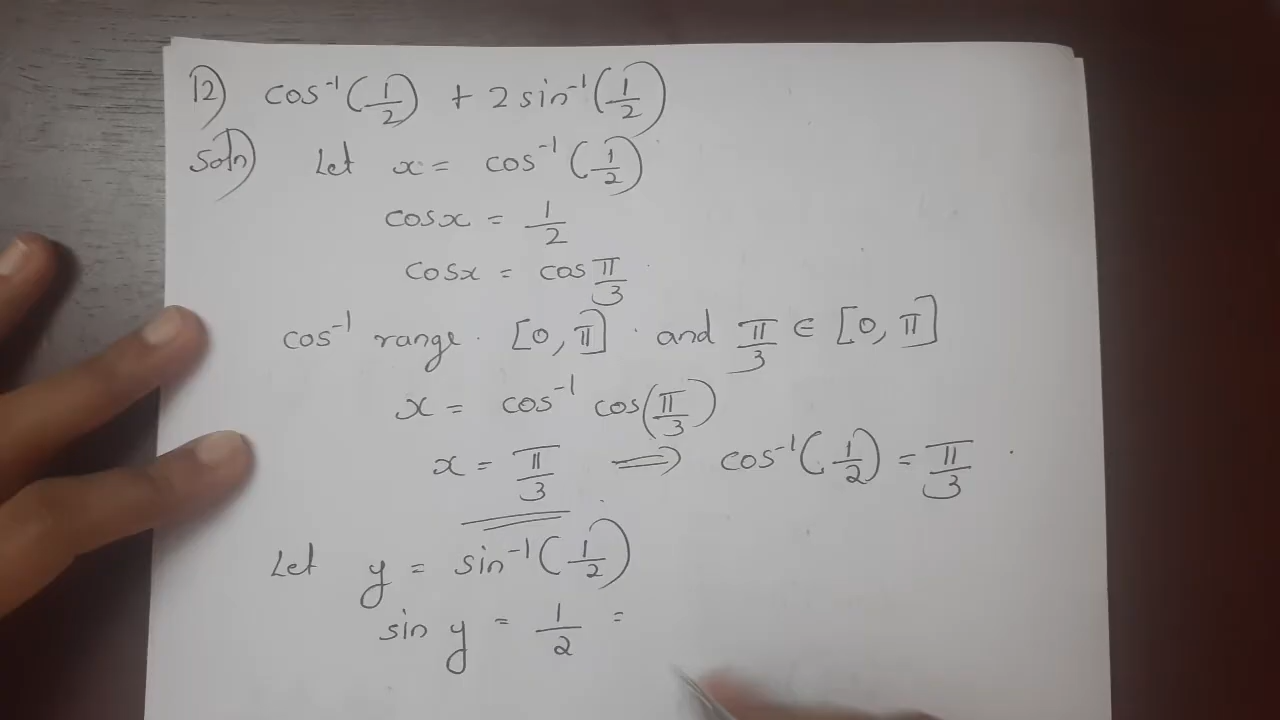 12) cos⁻¹(1/2) + 2 sin⁻¹(1/2)
Soln) Let x = cos⁻¹(1/2)
cosx = 1/2
cosx = cos π/3
cos⁻¹ range. [0, π]. and π/3 ∈ [0, π]
x = cos⁻¹ cos(π/3)
x = π/3 ⟹ cos⁻¹(1/2) = π/3.
Let y = sin⁻¹(1/2)
sin y = 1/2 =